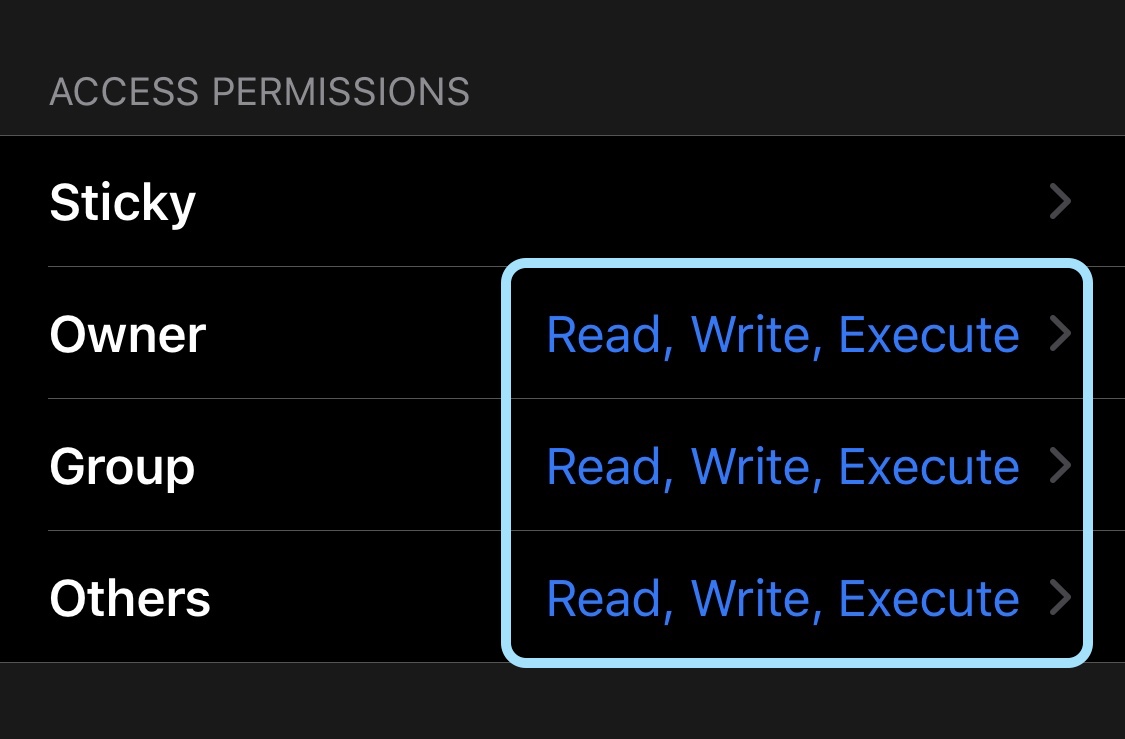 ACCESS PERMISSIONS
Sticky
Owner Read, Write, Execute
Group Read, Write, Execute
Others Read, Write, Execute